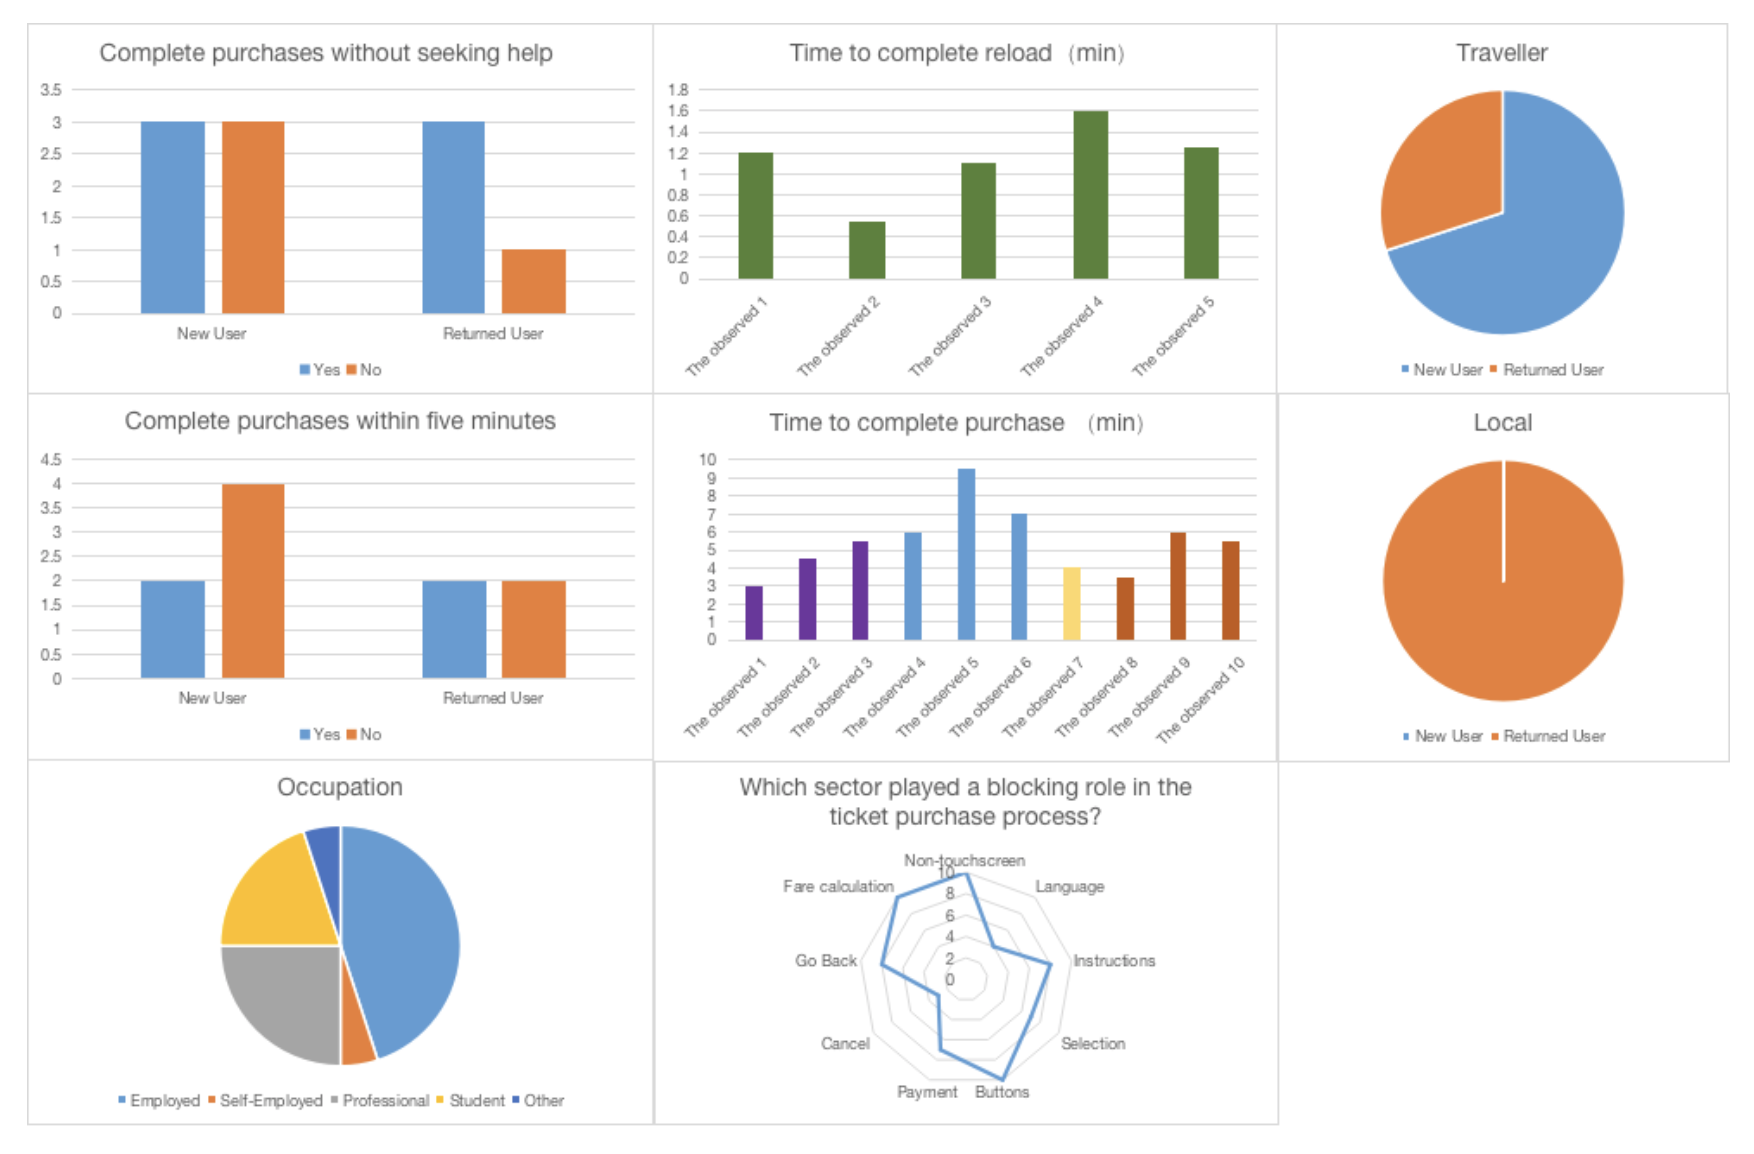 Complete purchases without seeking help
3.5
3
2.5
2
1.5
1
0.5
0
New User
Returned User
Yes No
Time to complete reload (min)
1.8
1.6
1.4
1.2
1
0.8
0.6
0.4
0.2
0
The observed 1
The observed 2
The observed 3
The observed 4
The observed 5
Traveller
New User Returned User
Complete purchases within five minutes
4.5
4
3.5
3
2.5
2
1.5
1
0.5
0
New User
Returned User
Yes No
Time to complete purchase (min)
10
9
8
7
6
5
4
3
2
1
0
The observed 1
The observed 2
The observed 3
The observed 4
The observed 5
The observed 6
The observed 7
The observed 8
The observed 9
The observed 10
Local
New User Returned User
Occupation
Employed Self-Employed Professional Student Other
Which sector played a blocking role in the
ticket purchase process?
Non-touchscreen
Language
Instructions
Selection
Buttons
Payment
Cancel
Go Back
Fare calculation
10
8
6
4
2
0